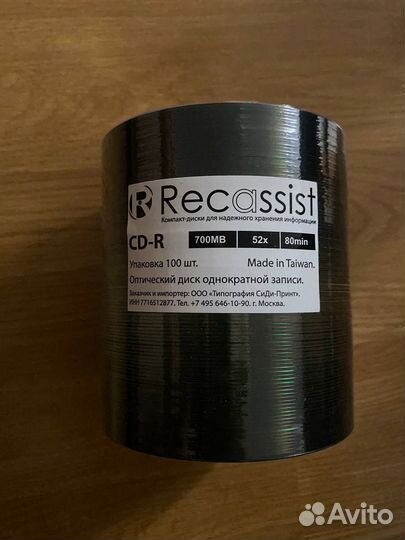 R Recassist
Компакт-диски для надежного хранения информации
CD-R 700MB 52x 80min
Упаковка 100 шт. Made in Taiwan.
Оптический диск однократной записи.
Заказчик и импортер: ООО «Типография СиДи-Принт».
ИНН 7716512877. Тел. +7 495 646-10-90. г. Москва.
Avito